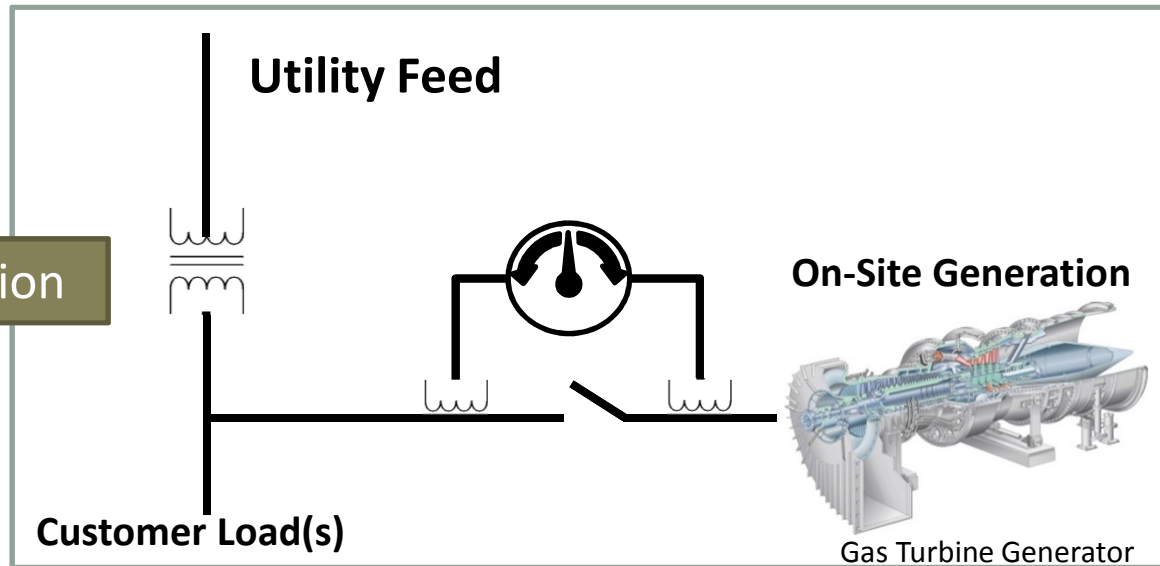 Utility Feed
ion
On-Site Generation
Customer Load(s)
Gas Turbine Generator